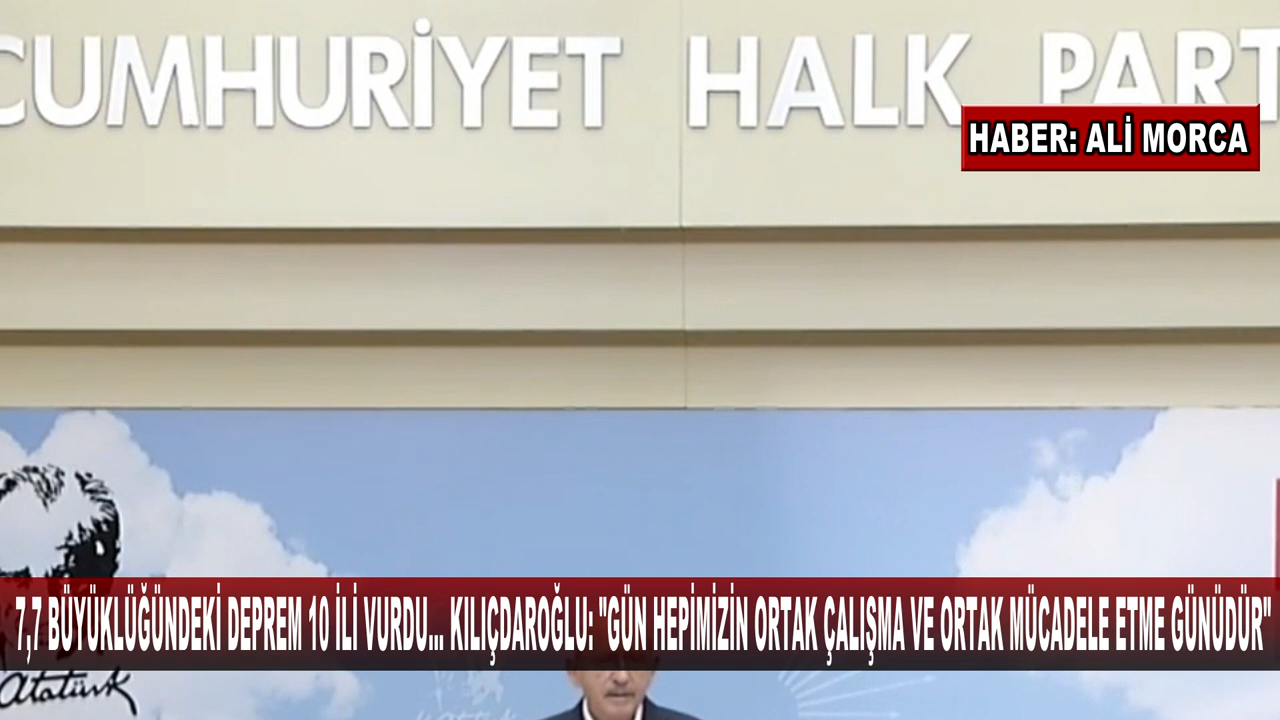 CUMHURİYET HALK PART
HABER: ALİ MORCA
7,7 BÜYÜKLÜĞÜNDEKİ DEPREM 10 İLİ VURDU... KILIÇDAROĞLU: "GÜN HEPİMİZİN ORTAK ÇALIŞMA VE ORTAK MÜCADELE ETME GÜNÜDÜR"
Atatürk